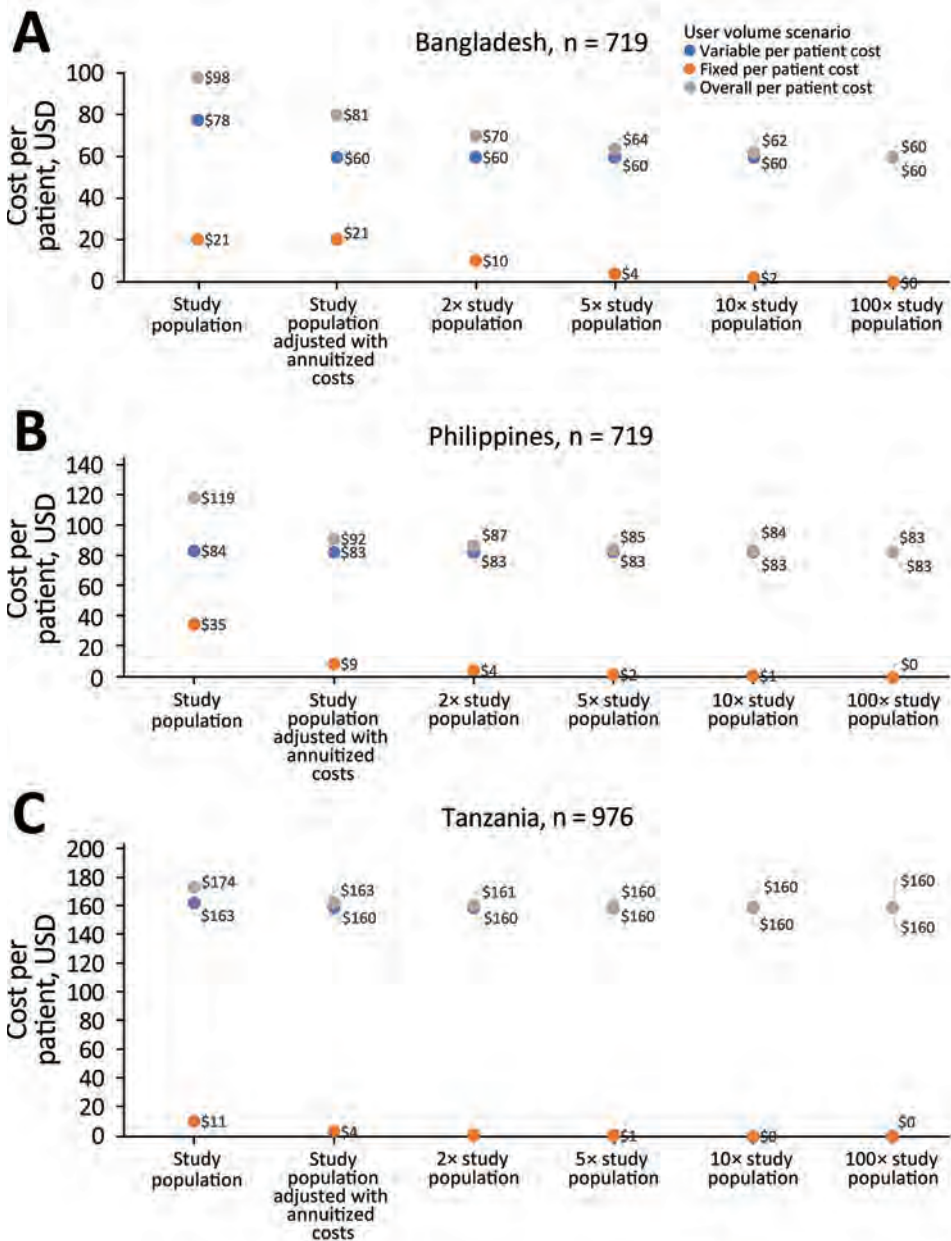 A
Bangladesh, n = 719
User volume scenario
Variable per patient cost
Fixed per patient cost
Overall per patient cost
Cost per
patient, USD
100
80
60
40
20
0
$98
$78
$21
$81
$60
$21
$70
$60
$10
$64
$60
$4
$62
$60
$2
$60
$60
$0
Study
population
Study
population
adjusted with
annuitized
costs
2× study
population
5× study
population
10× study
population
100× study
population
B
Philippines, n = 719
Cost per
patient, USD
140
120
100
80
60
40
20
0
$119
$84
$35
$92
$83
$9
$87
$83
$4
$85
$83
$2
$84
$83
$1
$83
$83
$0
Study
population
Study
population
adjusted with
annuitized
costs
2× study
population
5× study
population
10× study
population
100× study
population
C
Tanzania, n = 976
Cost per
patient, USD
200
180
160
140
120
100
80
60
40
20
0
$174
$163
$11
$163
$160
$4
$161
$160
$160
$160
$1
$160
$160
$0
$160
$160
$0
Study
population
Study
population
adjusted with
annuitized
costs
2× study
population
5× study
population
10× study
population
100× study
population